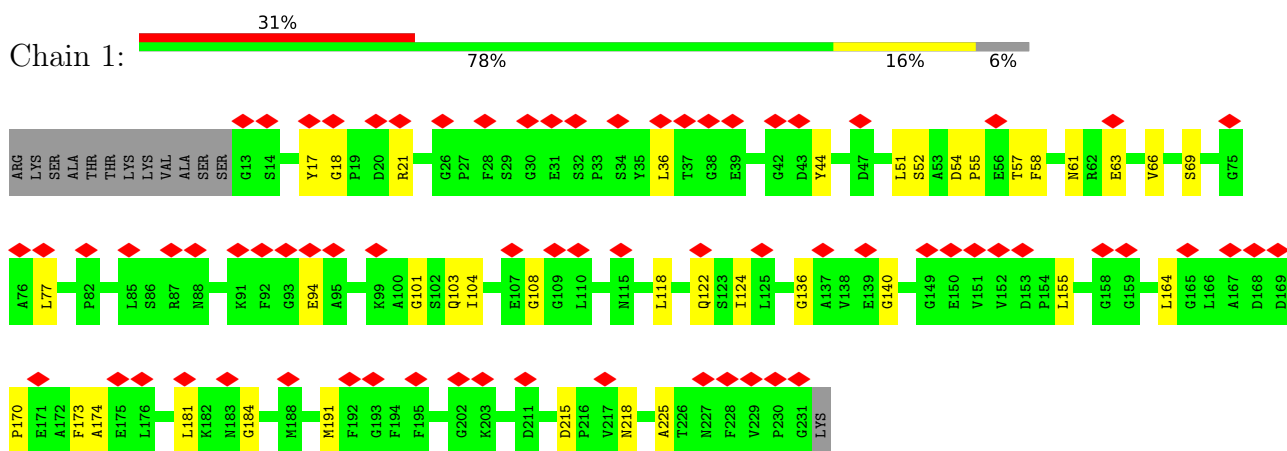 31%
Chain 1:
78% 16% 6%
ARG LYS SER ALA THR THR LYS LYS VAL ALA SER SER G13 S14 Y17 G18 P19 D20 R21 G26 P27 F28 S29 G30 E31 S32 P33 S34 Y35 L36 T37 G38 E39 G42 D43 Y44 D47 L51 S52 A53 D54 P55 E56 T57 F58 N61 R62 E63 V66 S69 G75
A76 L77 P82 L85 S86 R87 N88 K91 F92 G93 E94 A95 K99 A100 G101 S102 Q103 I104 E107 G108 G109 L110 N115 L118 Q122 S123 I124 L125 G136 A137 V138 E139 G140 G149 E150 V151 V152 D153 P154 L155 G158 G159 L164 G165 L166 A167 D168 D169
P170 E171 A172 F173 A174 E175 L176 L181 K182 N183 G184 M188 M191 F192 G193 F194 F195 G202 K203 D211 D215 P216 V217 N218 A225 T226 N227 F228 V229 P230 G231 LYS